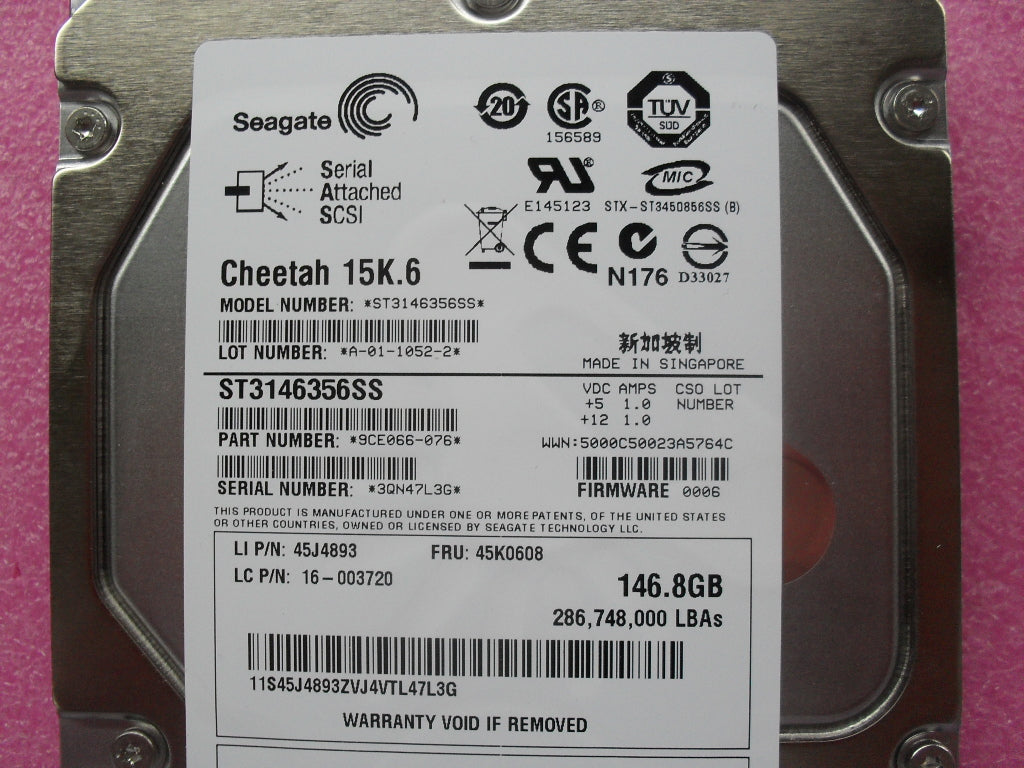 Seagate
20
SA ®
156589
TÜV
SÜD
Serial
Attached
SCSI
RU ®
E145123
MIC
STX-ST3450856SS (B)
CE
N176
D33027
Cheetah 15K.6
MODEL NUMBER: *ST3146356SS*
LOT NUMBER: *A-01-1052-2*
新加坡制
MADE IN SINGAPORE
ST3146356SS
VDC AMPS
+5 1.0
+12 1.0
CSO LOT
NUMBER
PART NUMBER: *9CE066-076*
WWN:5000C50023A5764C
SERIAL NUMBER: *3QN47L3G*
FIRMWARE 0006
THIS PRODUCT IS MANUFACTURED UNDER ONE OR MORE PATENTS, OF THE UNITED STATES
OR OTHER COUNTRIES, OWNED OR LICENSED BY SEAGATE TECHNOLOGY LLC.
LI P/N: 45J4893 FRU: 45K0608
LC P/N: 16-003720
146.8GB
286,748,000 LBAs
11S45J4893ZVJ4VTL47L3G
WARRANTY VOID IF REMOVED